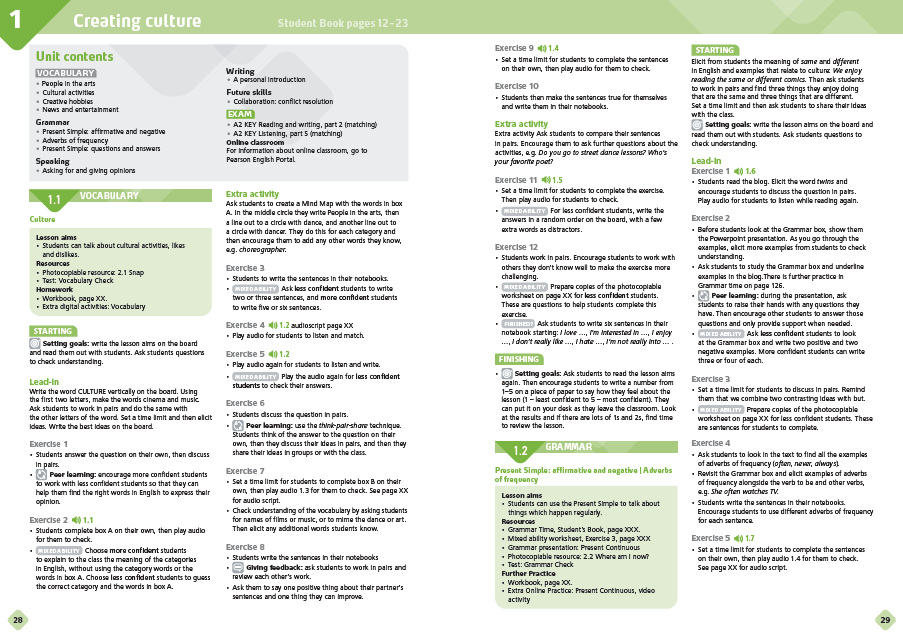 1
Creating culture
Student Book pages 12–23
Unit contents
VOCABULARY
• People in the arts
• Cultural activities
• Creative hobbies
• News and entertainment
Grammar
• Present Simple: affirmative and negative
• Adverbs of frequency
• Present Simple: questions and answers
Speaking
• Asking for and giving opinions
Writing
• A personal introduction
Future skills
• Collaboration: conflict resolution
EXAM
• A2 KEY Reading and writing, part 2 (matching)
• A2 KEY Listening, part 5 (matching)
Online classroom
For information about online classroom, go to
Pearson English Portal.
1.1 VOCABULARY
Culture
Lesson aims
• Students can talk about cultural activities, likes
and dislikes.
Resources
• Photocopiable resource: 2.1 Snap
• Test: Vocabulary Check
Homework
• Workbook, page XX.
• Extra digital activities: Vocabulary
STARTING
Setting goals: write the lesson aims on the board
and read them out with students. Ask students questions
to check understanding.
Lead-in
Write the word CULTURE vertically on the board. Using
the first two letters, make the words cinema and music.
Ask students to work in pairs and do the same with
the other letters of the word. Set a time limit and then elicit
ideas. Write the best ideas on the board.
Exercise 1
• Students answer the question on their own, then discuss
in pairs.
• Peer learning: encourage more confident students
to work with less confident students so that they can
help them find the right words in English to express their
opinion.
Exercise 2 1.1
• Students complete box A on their own, then play audio
for them to check.
• MIXED ABILITY Choose more confident students
to explain to the class the meaning of the categories
in English, without using the category words or the
words in box A. Choose less confident students to guess
the correct category and the words in box A.
Extra activity
Ask students to create a Mind Map with the words in box
A. In the middle circle they write People in the arts, then
a line out to a circle with dance, and another line out to
a circle with dancer. They do this for each category and
then encourage them to add any other words they know,
e.g. choreographer.
Exercise 3
• Students to write the sentences in their notebooks.
• MIXED ABILITY Ask less confident students to write
two or three sentences, and more confident students
to write five or six sentences.
Exercise 4 1.2 audioscript page XX
• Play audio for students to listen and match.
Exercise 5 1.2
• Play audio again for students to listen and write.
• MIXED ABILITY Play the audio again for less confident
students to check their answers.
Exercise 6
• Students discuss the question in pairs.
• Peer learning: use the think-pair-share technique.
Students think of the answer to the question on their
own, then they discuss their ideas in pairs, and then they
share their ideas in groups or with the class.
Exercise 7
• Set a time limit for students to complete box B on their
own, then play audio 1.3 for them to check. See page XX
for audio script.
• Check understanding of the vocabulary by asking students
for names of films or music, or to mime the dance or art.
Then elicit any additional words students know.
Exercise 8
• Students write the sentences in their notebooks
• Giving feedback: ask students to work in pairs and
review each other's work.
• Ask them to say one positive thing about their partner's
sentences and one thing they can improve.
28
Exercise 9 1.4
• Set a time limit for students to complete the sentences
on their own, then play audio for them to check.
Exercise 10
• Students then make the sentences true for themselves
and write them in their notebooks.
Extra activity
Extra activity Ask students to compare their sentences
in pairs. Encourage them to ask further questions about the
activities, e.g. Do you go to street dance lessons? Who's
your favorite poet?
Exercise 11 1.5
• Set a time limit for students to complete the exercise.
Then play audio for students to check.
• MIXED ABILITY For less confident students, write the
answers in a random order on the board, with a few
extra words as distractors.
Exercise 12
• Students work in pairs. Encourage students to work with
others they don't know well to make the exercise more
challenging.
• MIXED ABILITY Prepare copies of the photocopiable
worksheet on page XX for less confident students.
These are questions to help students complete this
exercise.
• FINISHED? Ask students to write six sentences in their
notebook starting: I love …, I'm interested in …, I enjoy
…, I don't really like …, I hate …, I'm not really into … .
FINISHING
• Setting goals: Ask students to read the lesson aims
again. Then encourage students to write a number from
1–5 on a piece of paper to say how they feel about the
lesson (1 – least confident to 5 – most confident). They
can put it on your desk as they leave the classroom. Look
at the results and if there are lots of 1s and 2s, find time
to review the lesson.
1.2 GRAMMAR
Present Simple: affirmative and negative | Adverbs
of frequency
Lesson aims
• Students can use the Present Simple to talk about
things which happen regularly.
Resources
• Grammar Time, Student's Book, page XXX.
• Mixed ability worksheet, Exercise 3, page XXX
• Grammar presentation: Present Continuous
• Photocopiable resource: 2.2 Where am I now?
• Test: Grammar Check
Further Practice
• Workbook, page XX.
• Extra Online Practice: Present Continuous, video
activity
STARTING
Elicit from students the meaning of same and different
in English and examples that relate to culture: We enjoy
reading the same or different comics. Then ask students
to work in pairs and find three things they enjoy doing
that are the same and three things that are different.
Set a time limit and then ask students to share their ideas
with the class.
Setting goals: write the lesson aims on the board and
read them out with students. Ask students questions to
check understanding.
Lead-in
Exercise 1 1.6
• Students read the blog. Elicit the word twins and
encourage students to discuss the question in pairs.
Play audio for students to listen while reading again.
Exercise 2
• Before students look at the Grammar box, show them
the Powerpoint presentation. As you go through the
examples, elicit more examples from students to check
understanding.
• Ask students to study the Grammar box and underline
examples in the blog.There is further practice in
Grammar time on page 126.
• Peer learning: during the presentation, ask
students to raise their hands with any questions they
have. Then encourage other students to answer those
questions and only provide support when needed.
• MIXED ABILITY Ask less confident students to look
at the Grammar box and write two positive and two
negative examples. More confident students can write
three or four of each.
Exercise 3
• Set a time limit for students to discuss in pairs. Remind
them that we combine two contrasting ideas with but.
• MIXED ABILITY Prepare copies of the photocopiable
worksheet on page XX for less confident students. These
are sentences for students to complete.
Exercise 4
• Ask students to look in the text to find all the examples
of adverbs of frequency (often, never, always).
• Revisit the Grammar box and elicit examples of adverbs
of frequency alongside the verb to be and other verbs,
e.g. She often watches TV.
• Students write the sentences in their notebooks.
Encourage students to use different adverbs of frequency
for each sentence.
Exercise 5 1.7
• Set a time limit for students to complete the sentences
on their own, then play audio 1.4 for them to check.
See page XX for audio script.
29